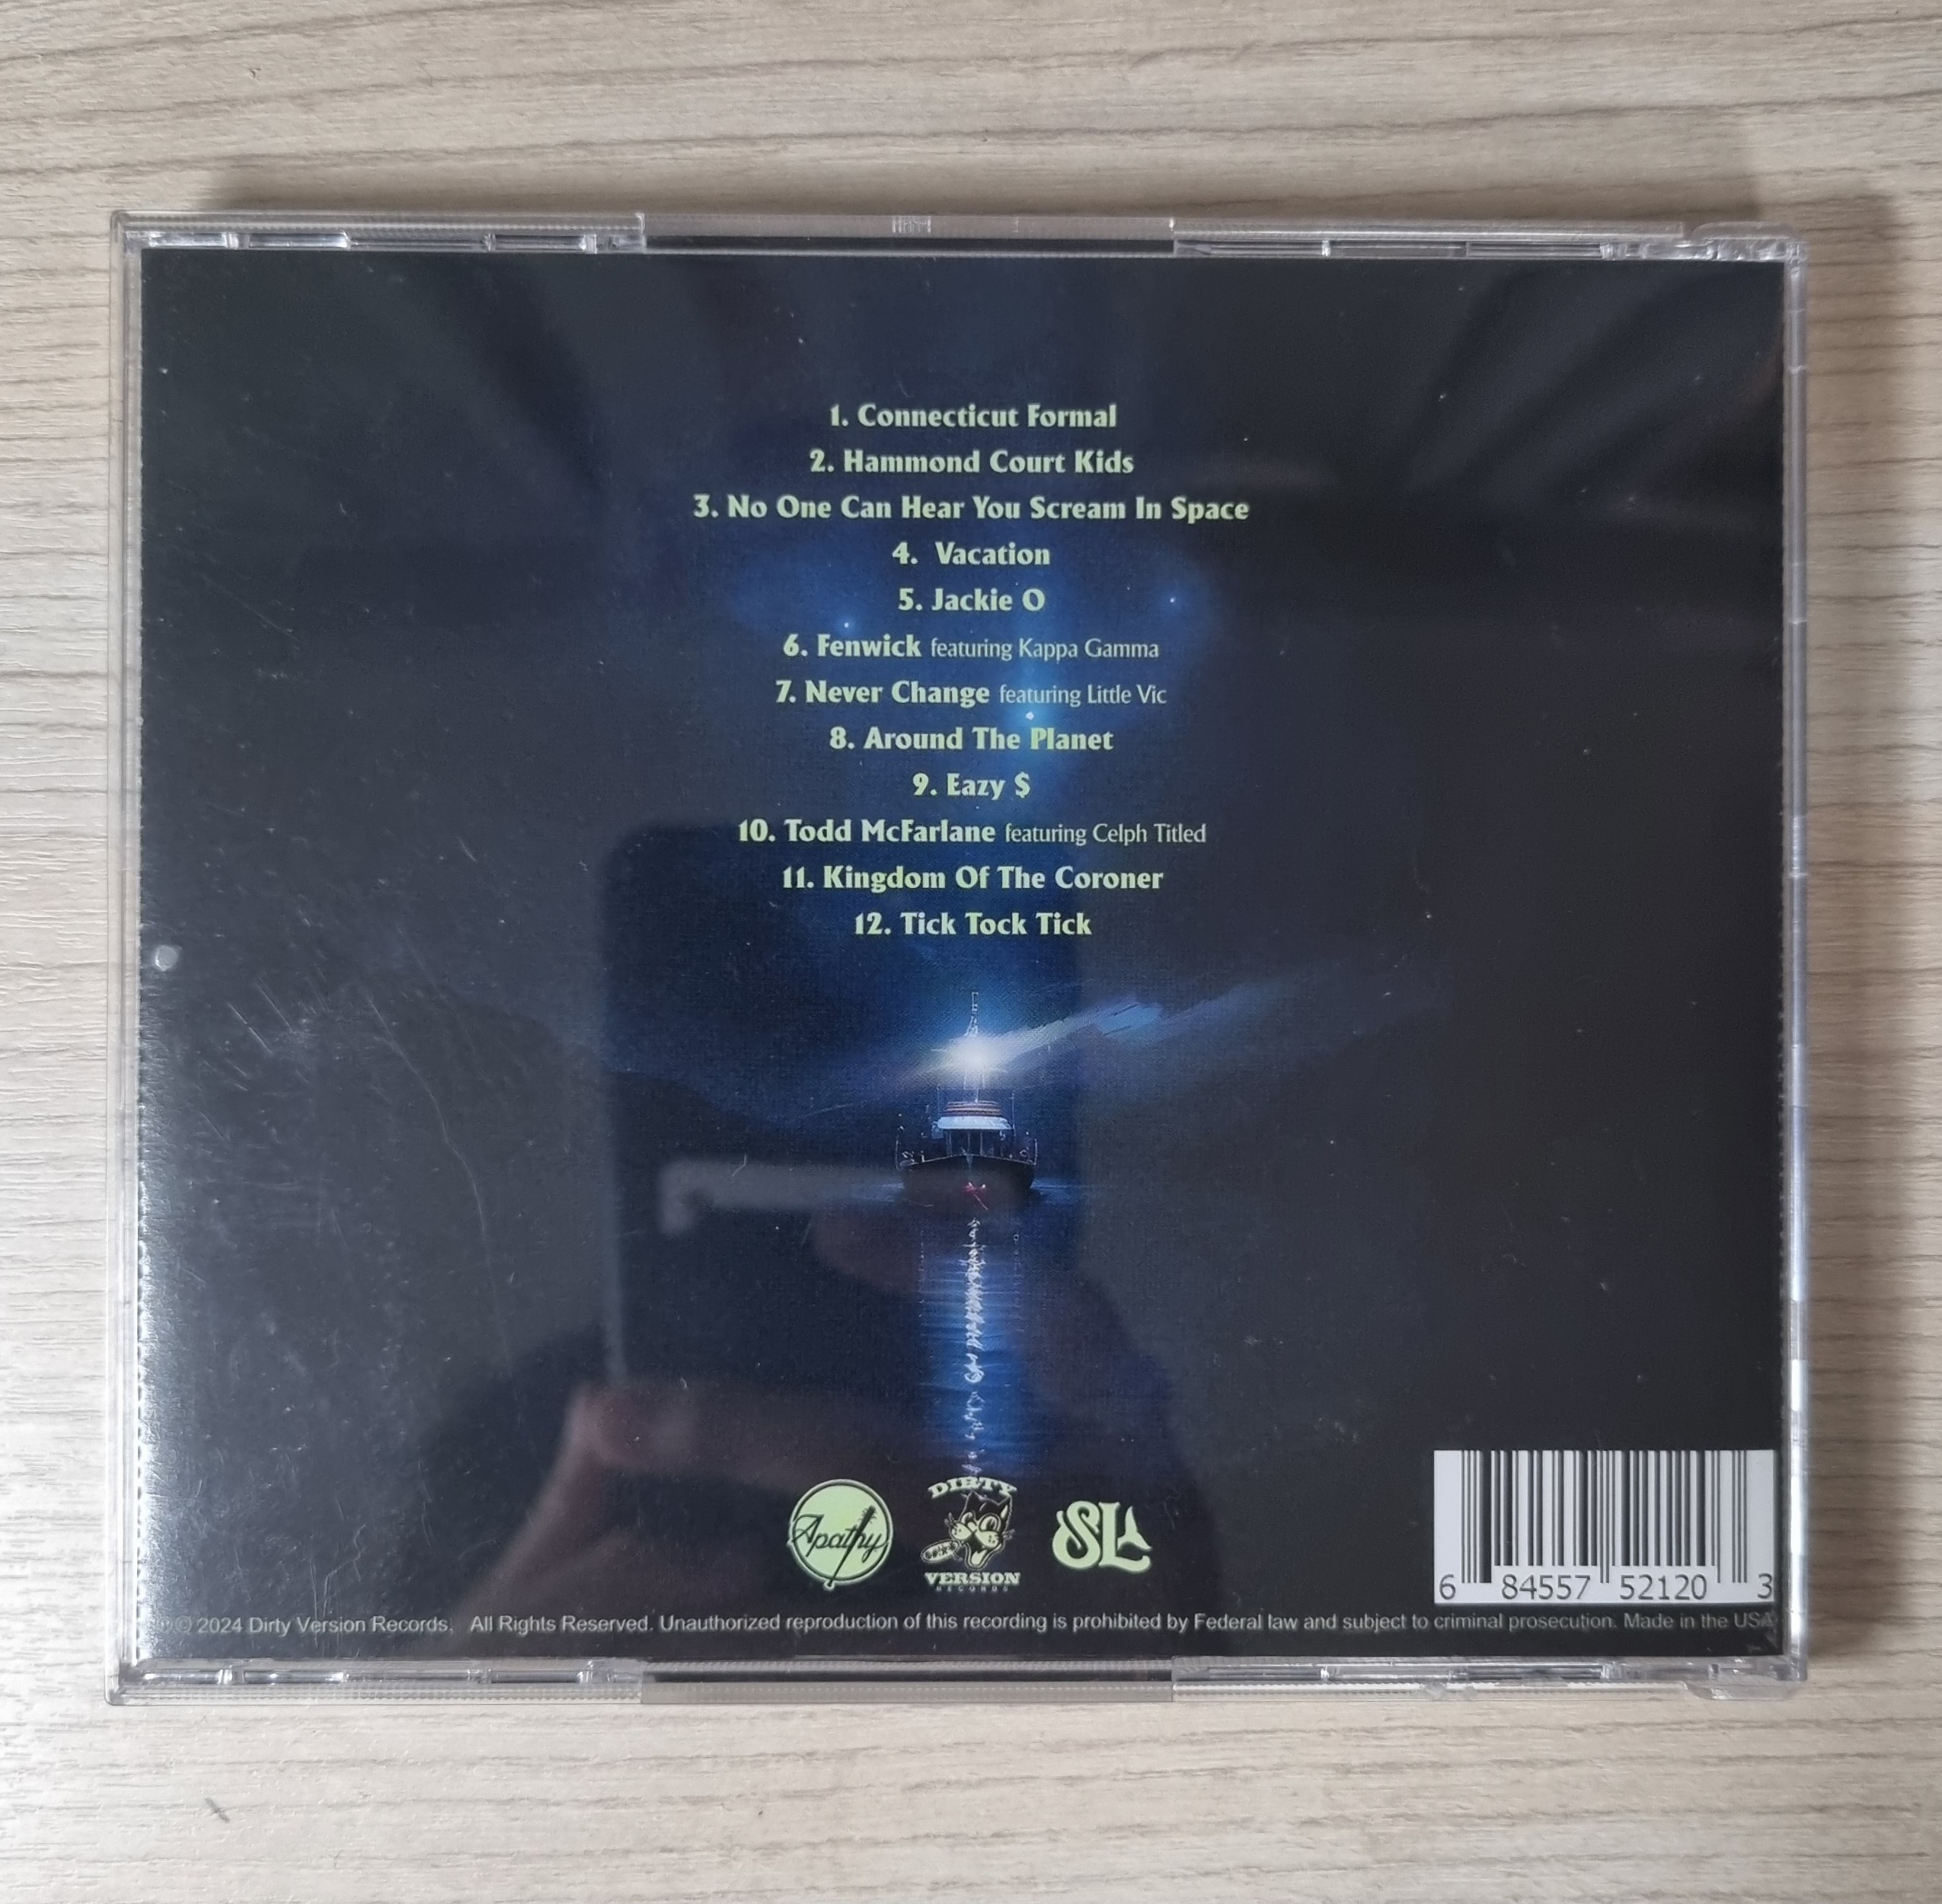 1. Connecticut Formal
2. Hammond Court Kids
3. No One Can Hear You Scream In Space
4. Vacation
5. Jackie O
6. Fenwick featuring Kappa Gamma
7. Never Change featuring Little Vic
8. Around The Planet
9. Eazy $
10. Todd McFarlane featuring Celph Titled
11. Kingdom Of The Coroner
12. Tick Tock Tick
Apathy
DIRTY
VERSION
RECORDS
SL
6 84557 52120 3
© 2024 Dirty Version Records. All Rights Reserved. Unauthorized reproduction of this recording is prohibited by Federal law and subject to criminal prosecution. Made in the USA